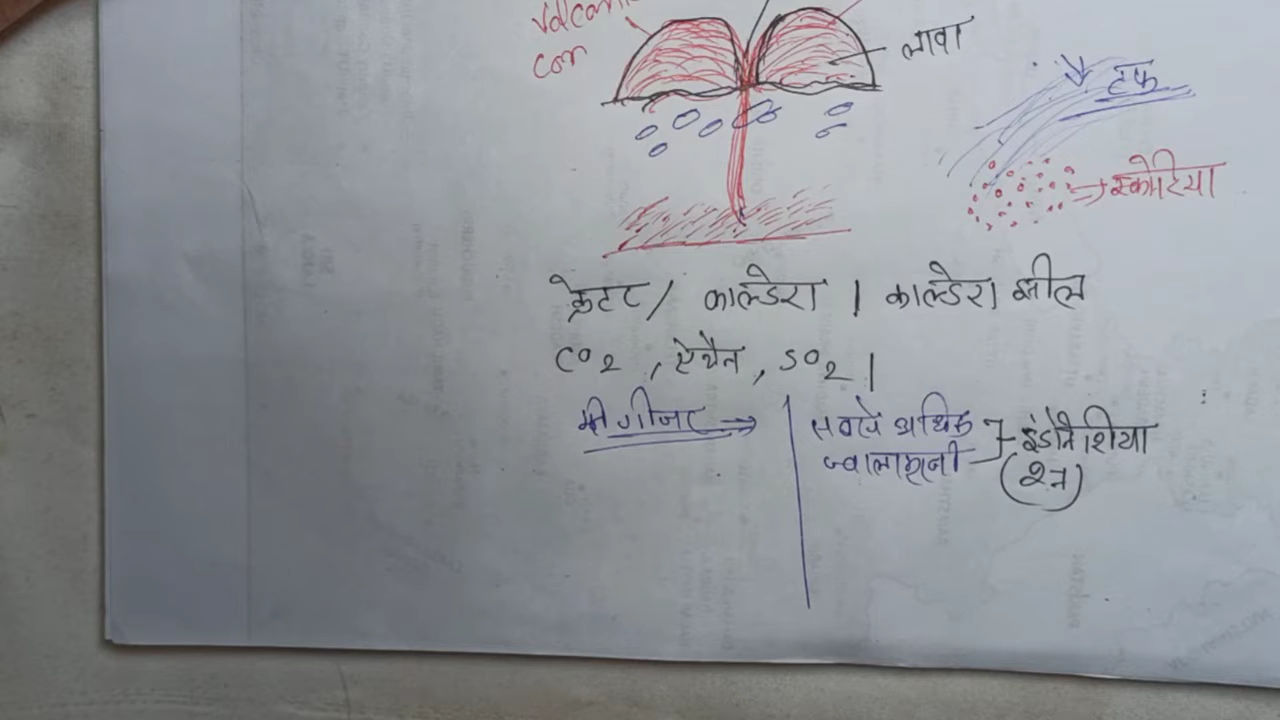 Volcanic
con
लावा
टफ
स्कोरिया
क्रेटर / काल्डेरा | काल्डेरा झील
CO2 , ऐथेन , SO2 |
गीजर
सबसे अधिक
ज्वालामुखी
इंडोनेशिया